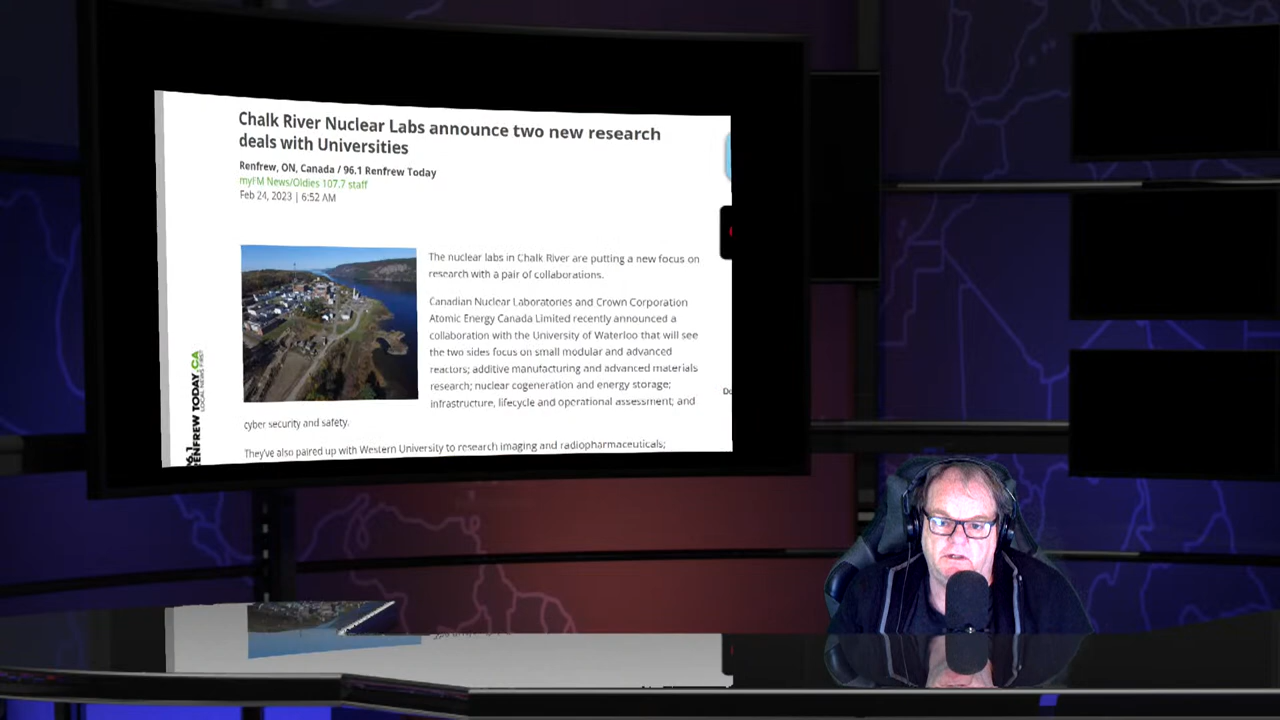 Chalk River Nuclear Labs announce two new research
deals with Universities
Renfrew, ON, Canada / 96.1 Renfrew Today
myFM News/Oldies 107.7 staff
Feb 24, 2023 | 6:52 AM
The nuclear labs in Chalk River are putting a new focus on
research with a pair of collaborations.
Canadian Nuclear Laboratories and Crown Corporation
Atomic Energy Canada Limited recently announced a
collaboration with the University of Waterloo that will see
the two sides focus on small modular and advanced
reactors; additive manufacturing and advanced materials
research; nuclear cogeneration and energy storage;
infrastructure, lifecycle and operational assessment; and
cyber security and safety.
They've also paired up with Western University to research imaging and radiopharmaceuticals;
RENFREW TODAY.CA
LOCAL NEWS FIRST